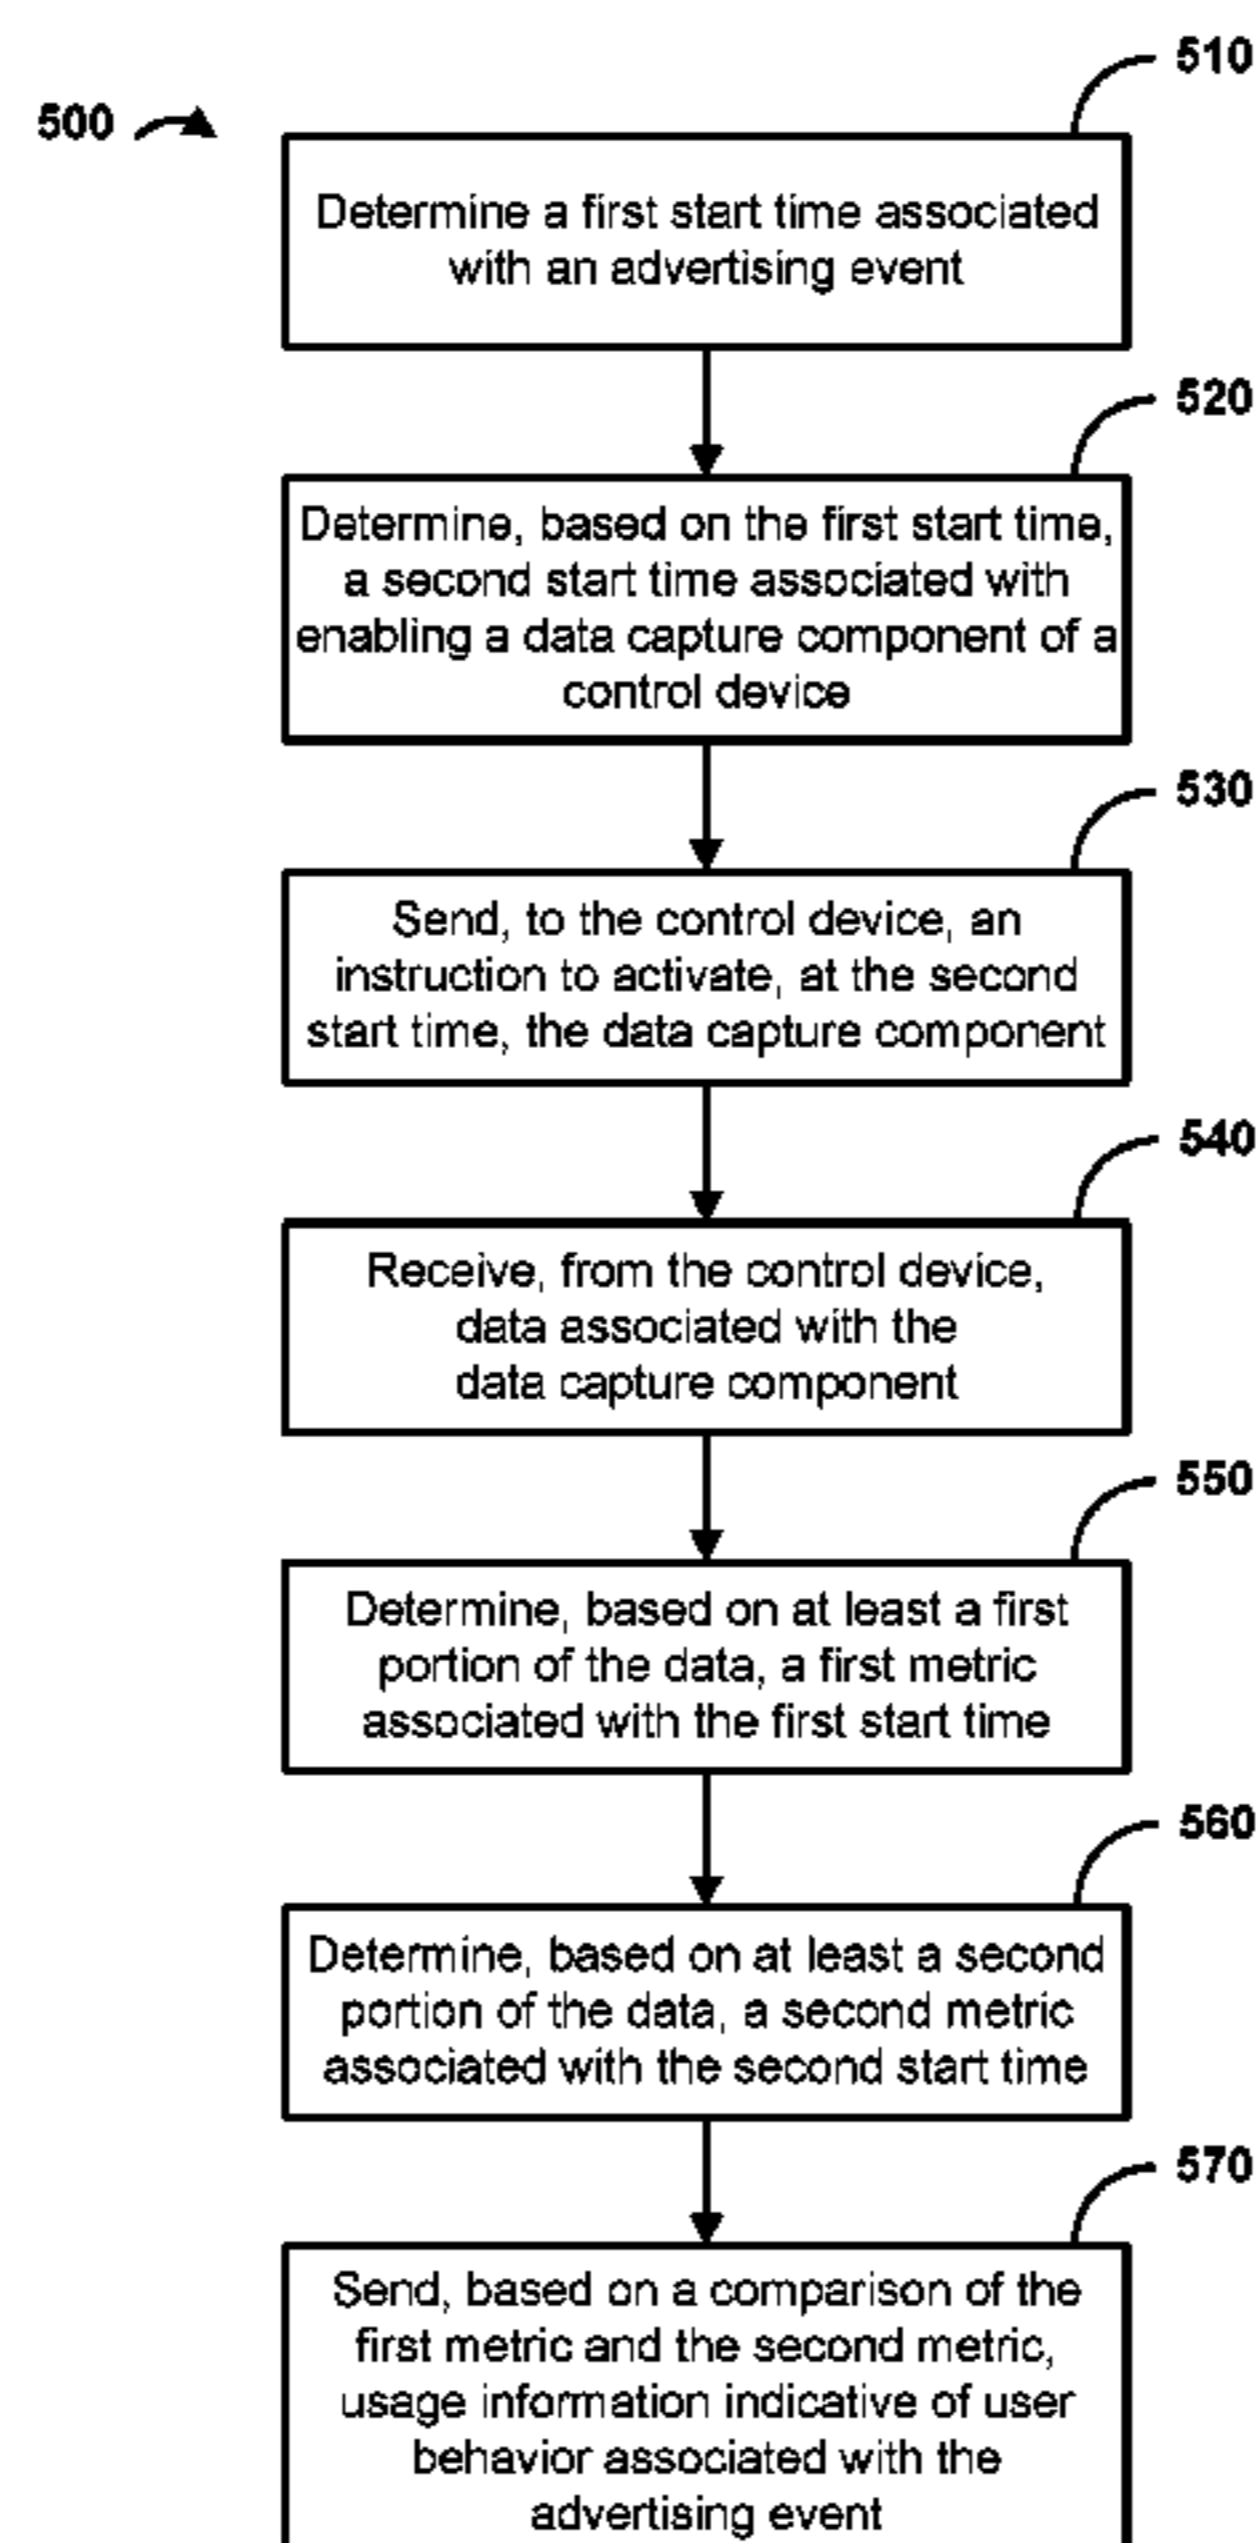 510
500
Determine a first start time associated
with an advertising event
520
Determine, based on the first start time,
a second start time associated with
enabling a data capture component of a
control device
530
Send, to the control device, an
instruction to activate, at the second
start time, the data capture component
540
Receive, from the control device,
data associated with the
data capture component
550
Determine, based on at least a first
portion of the data, a first metric
associated with the first start time
560
Determine, based on at least a second
portion of the data, a second metric
associated with the second start time
570
Send, based on a comparison of the
first metric and the second metric,
usage information indicative of user
behavior associated with the
advertising event